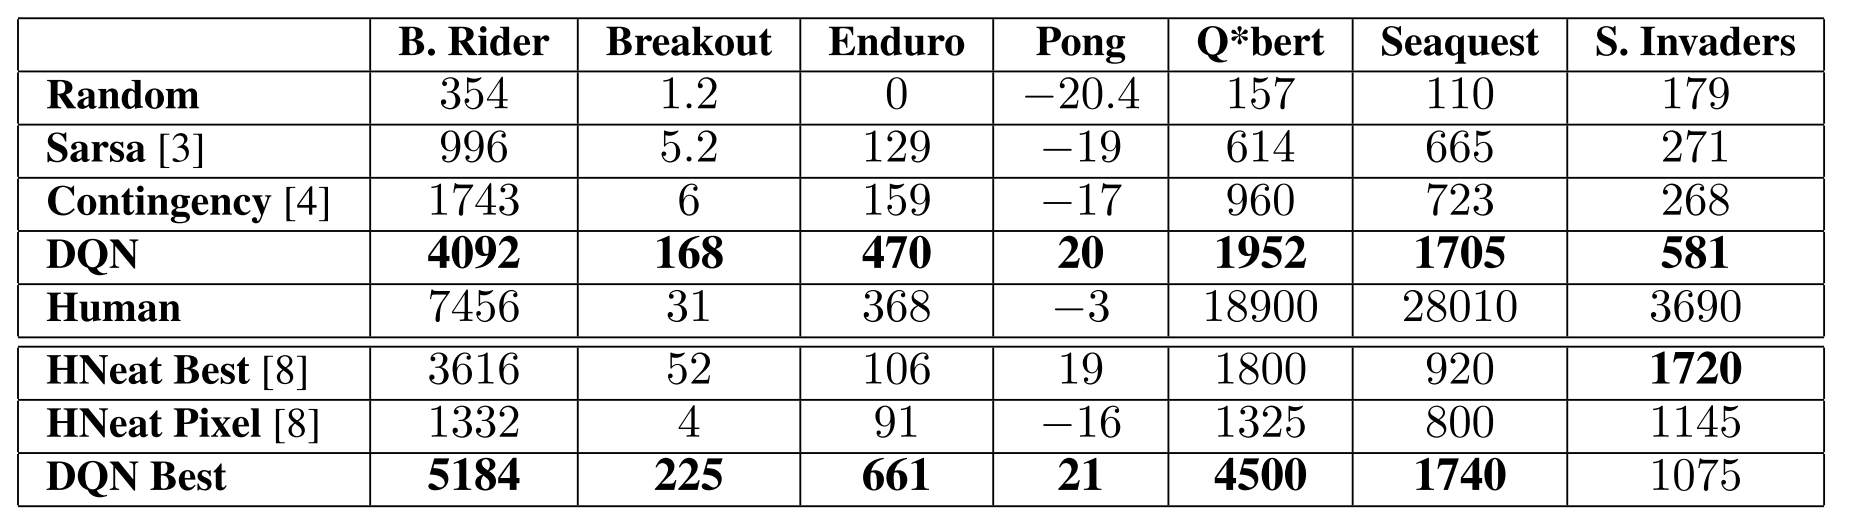 B. Rider Breakout Enduro Pong Q*bert Seaquest S. Invaders
Random 354 1.2 0 −20.4 157 110 179
Sarsa [3] 996 5.2 129 −19 614 665 271
Contingency [4] 1743 6 159 −17 960 723 268
DQN 4092 168 470 20 1952 1705 581
Human 7456 31 368 −3 18900 28010 3690
HNeat Best [8] 3616 52 106 19 1800 920 1720
HNeat Pixel [8] 1332 4 91 −16 1325 800 1145
DQN Best 5184 225 661 21 4500 1740 1075